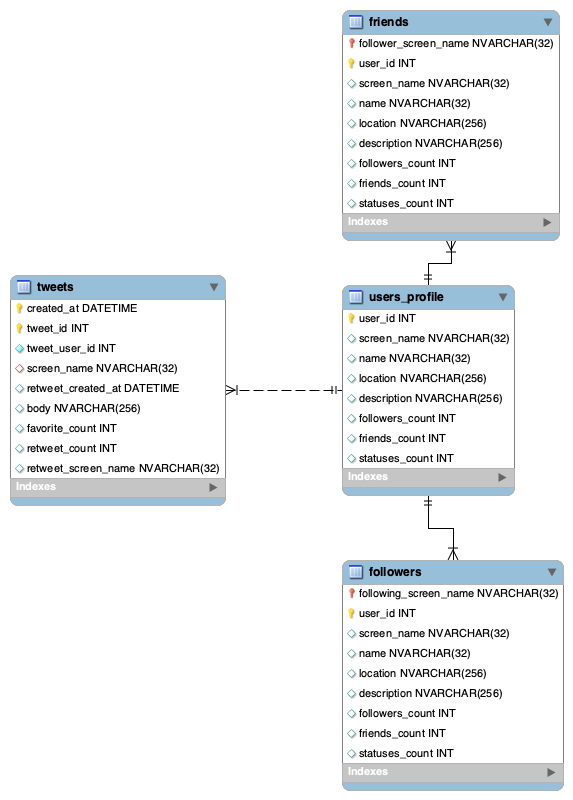 friends
follower_screen_name NVARCHAR(32)
user_id INT
screen_name NVARCHAR(32)
name NVARCHAR(32)
location NVARCHAR(256)
description NVARCHAR(256)
followers_count INT
friends_count INT
statuses_count INT
Indexes
tweets
created_at DATETIME
tweet_id INT
tweet_user_id INT
screen_name NVARCHAR(32)
retweet_created_at DATETIME
body NVARCHAR(256)
favorite_count INT
retweet_count INT
retweet_screen_name NVARCHAR(32)
Indexes
users_profile
user_id INT
screen_name NVARCHAR(32)
name NVARCHAR(32)
location NVARCHAR(256)
description NVARCHAR(256)
followers_count INT
friends_count INT
statuses_count INT
Indexes
followers
following_screen_name NVARCHAR(32)
user_id INT
screen_name NVARCHAR(32)
name NVARCHAR(32)
location NVARCHAR(256)
description NVARCHAR(256)
followers_count INT
friends_count INT
statuses_count INT
Indexes